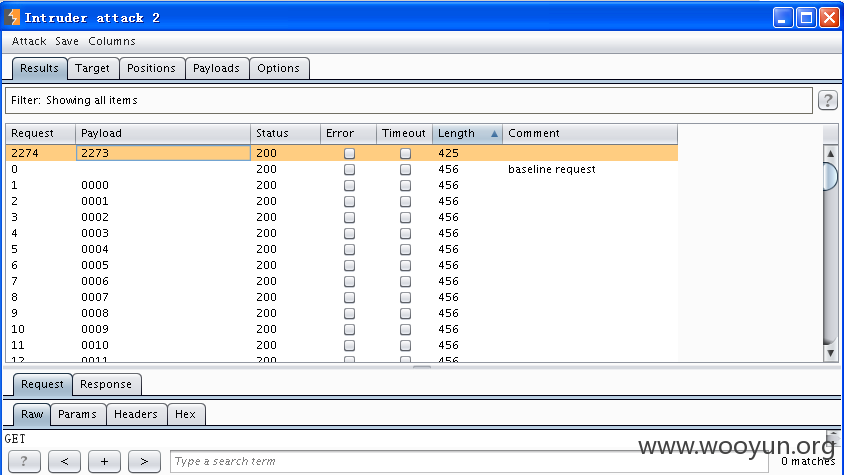 Intruder attack 2
Attack Save Columns
Results Target Positions Payloads Options
Filter: Showing all items ?
Request Payload Status Error Timeout Length Comment
2274 2273 200 425
0 200 456 baseline request
1 0000 200 456
2 0001 200 456
3 0002 200 456
4 0003 200 456
5 0004 200 456
6 0005 200 456
7 0006 200 456
8 0007 200 456
9 0008 200 456
10 0009 200 456
11 0010 200 456
12 0011 200 456
Request Response
Raw Params Headers Hex
GET
www.wooyun.org
? < + > Type a search term 0 matches